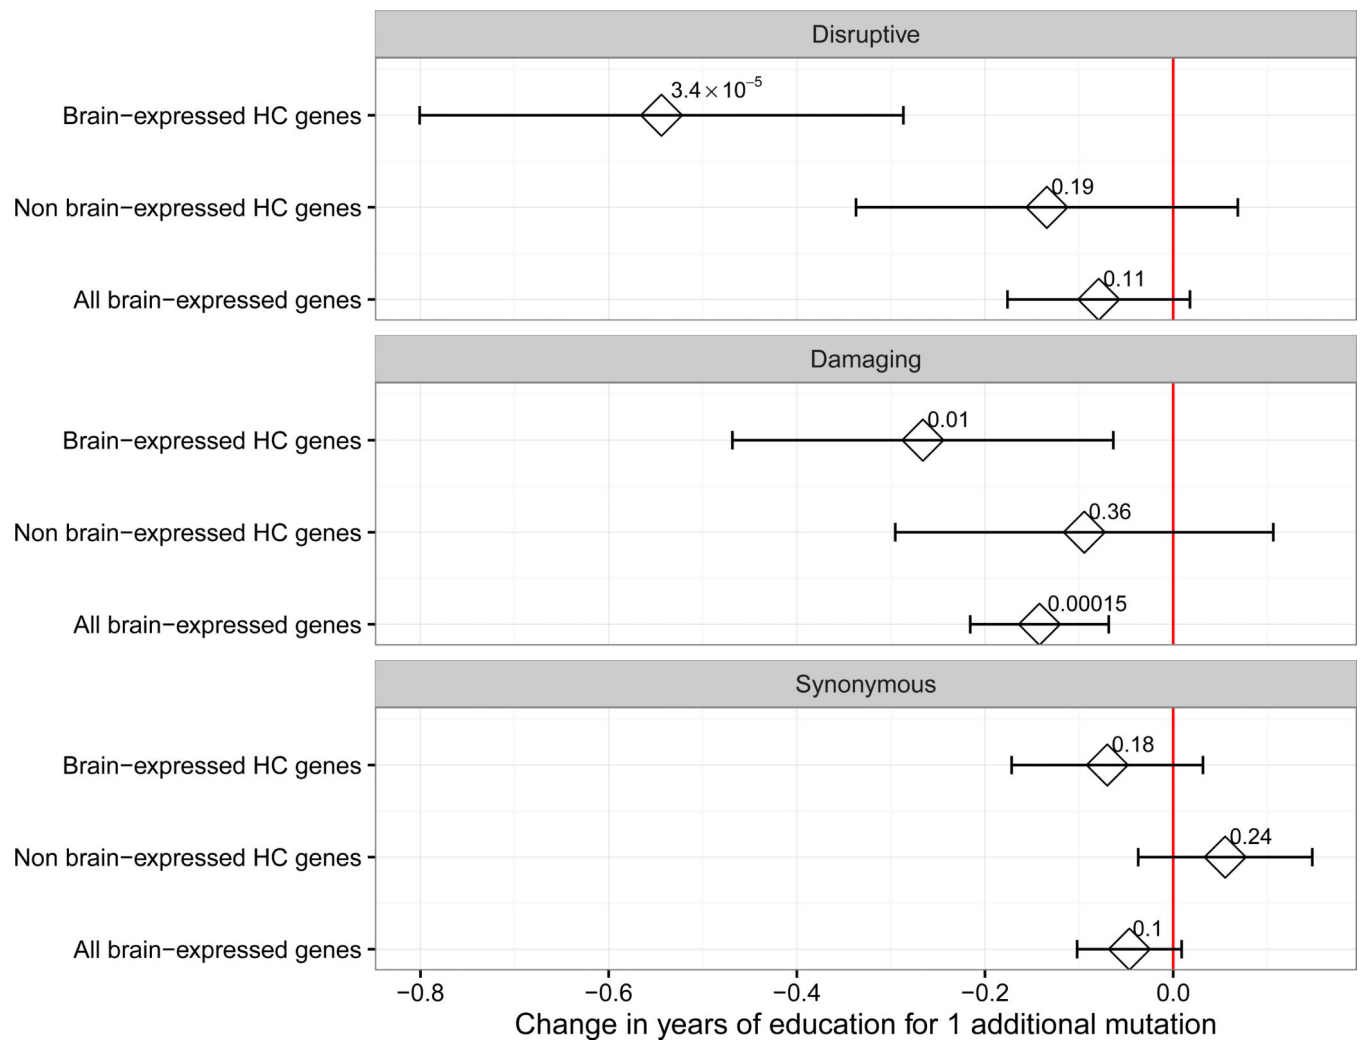 Disruptive
Brain−expressed HC genes
3.4×10⁻⁵
Non brain−expressed HC genes
0.19
All brain−expressed genes
0.11
Damaging
Brain−expressed HC genes
0.01
Non brain−expressed HC genes
0.36
All brain−expressed genes
0.00015
Synonymous
Brain−expressed HC genes
0.18
Non brain−expressed HC genes
0.24
All brain−expressed genes
0.1
−0.8 −0.6 −0.4 −0.2 0.0
Change in years of education for 1 additional mutation